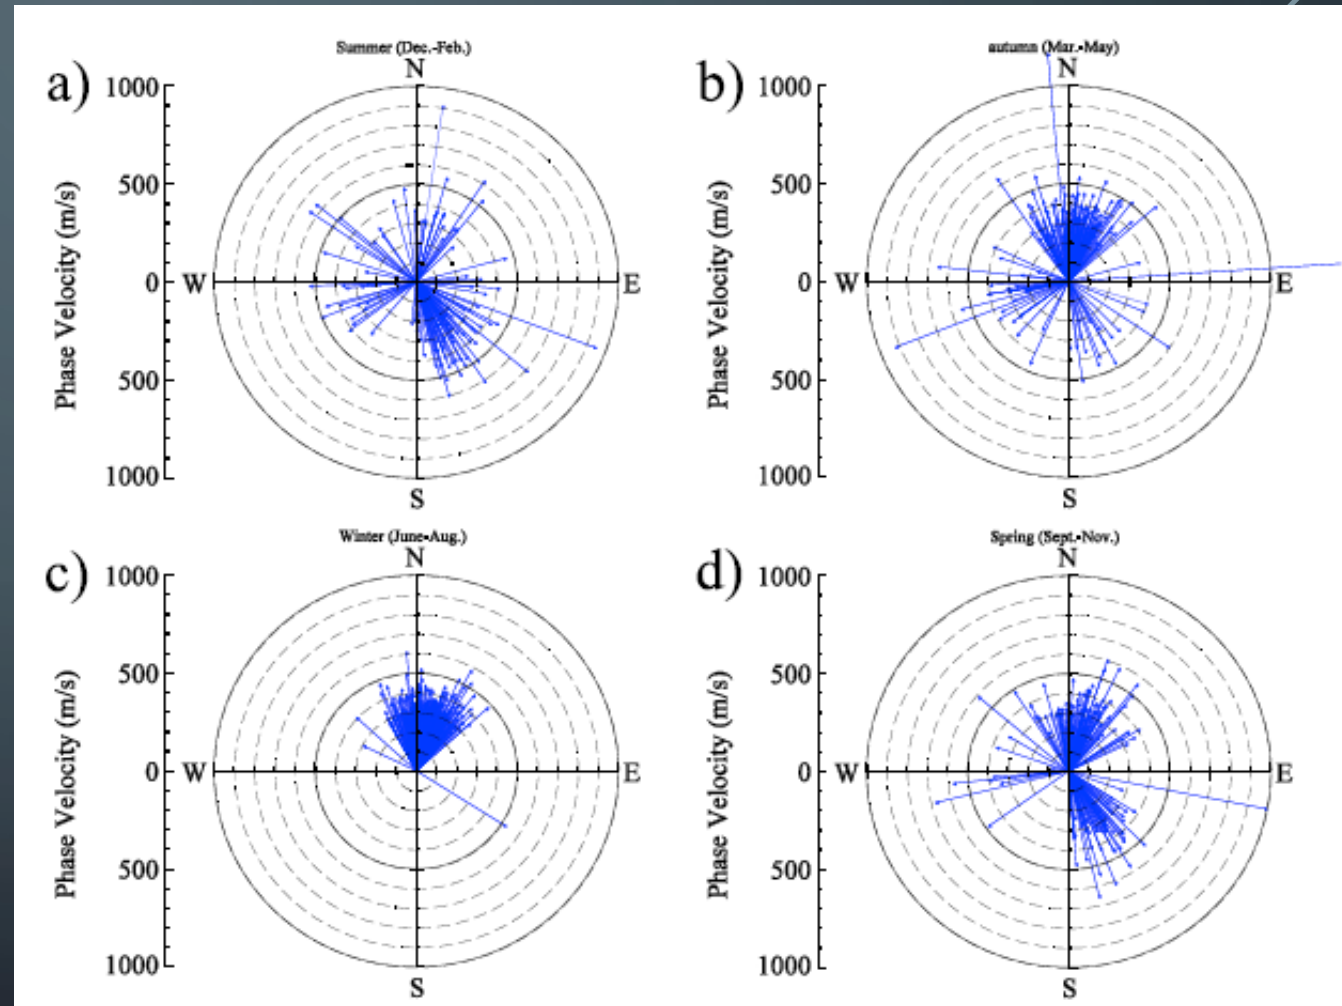 Summer (Dec.-Feb.)
a)
N
1000
500
0
500
1000
Phase Velocity (m/s)
W
E
S
autumn (Mar.-May)
b)
N
1000
500
0
500
1000
Phase Velocity (m/s)
W
E
S
Winter (June-Aug.)
c)
N
1000
500
0
500
1000
Phase Velocity (m/s)
W
E
S
Spring (Sept.-Nov.)
d)
N
1000
500
0
500
1000
Phase Velocity (m/s)
W
E
S